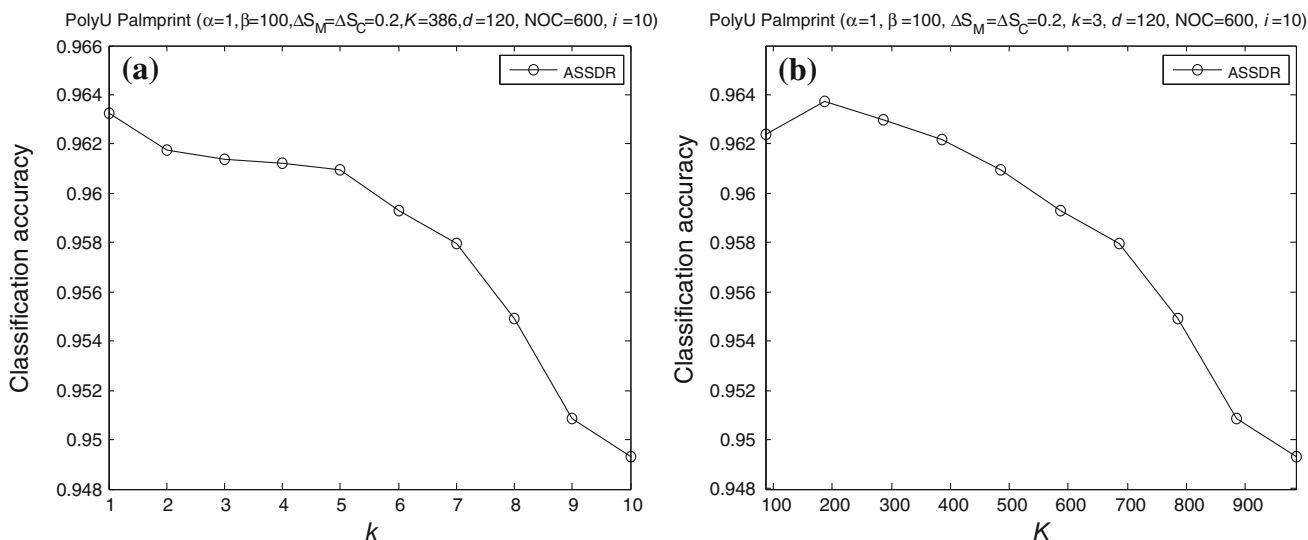 PolyU Palmprint (α=1,β=100,ΔS_M=ΔS_C=0.2,K=386,d=120, NOC=600, i=10)
(a)
ASSDR
0.966
0.964
0.962
0.96
0.958
0.956
0.954
0.952
0.95
0.948
Classification accuracy
1 2 3 4 5 6 7 8 9 10
k
PolyU Palmprint (α=1, β=100, ΔS_M=ΔS_C=0.2, k=3, d=120, NOC=600, i=10)
(b)
ASSDR
0.966
0.964
0.962
0.96
0.958
0.956
0.954
0.952
0.95
0.948
Classification accuracy
100 200 300 400 500 600 700 800 900
K